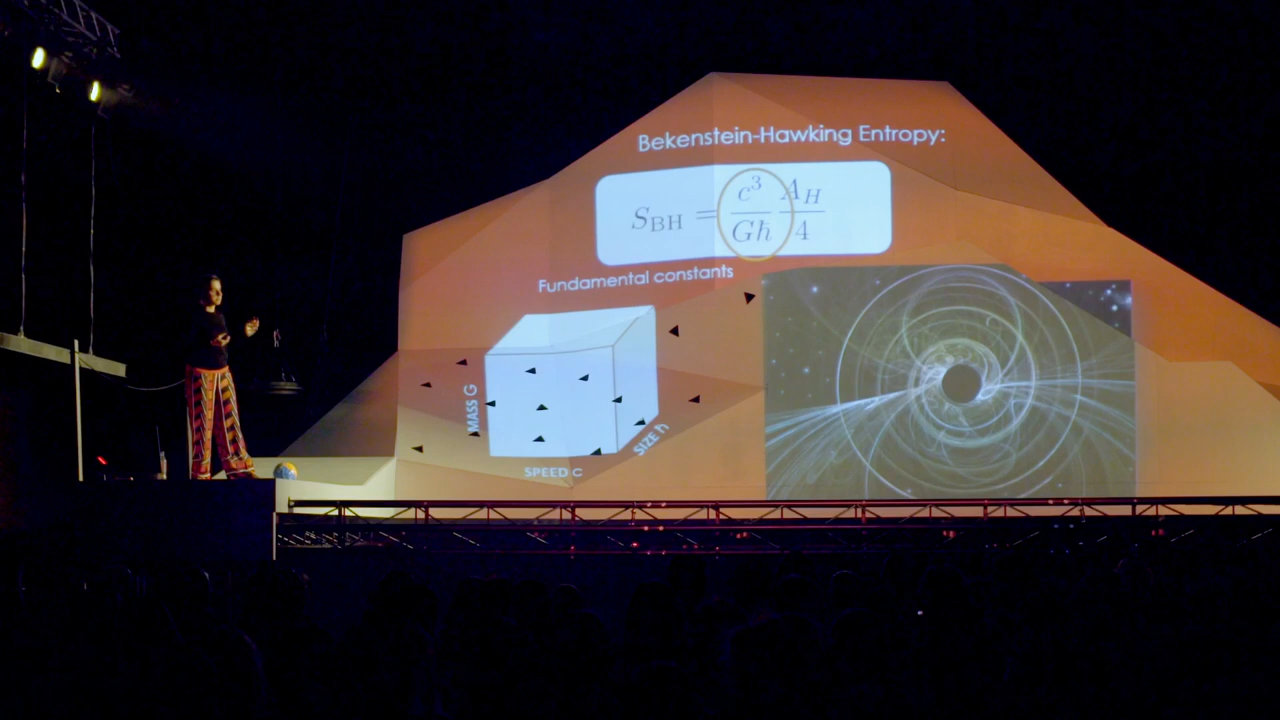 Bekenstein-Hawking Entropy:
S_BH = c³/Għ A_H/4
Fundamental constants
MASS G
SIZE ħ
SPEED C